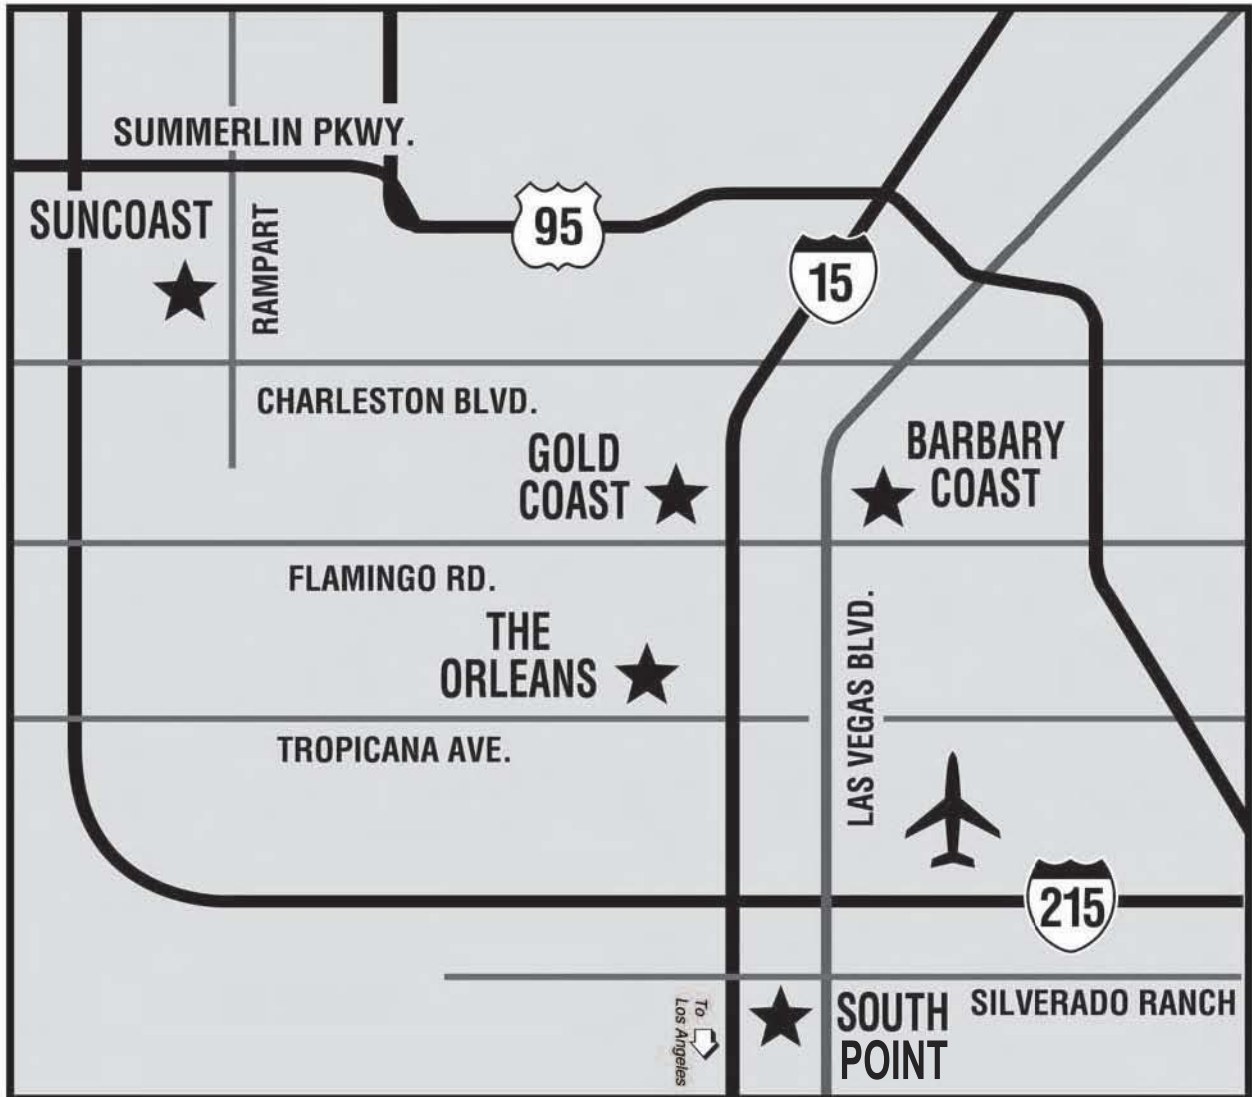 SUMMERLIN PKWY.
SUNCOAST
RAMPART
95
15
CHARLESTON BLVD.
GOLD
COAST
BARBARY
COAST
FLAMINGO RD.
THE
ORLEANS
LAS VEGAS BLVD.
TROPICANA AVE.
215
To
Los Angeles
SOUTH
POINT
SILVERADO RANCH